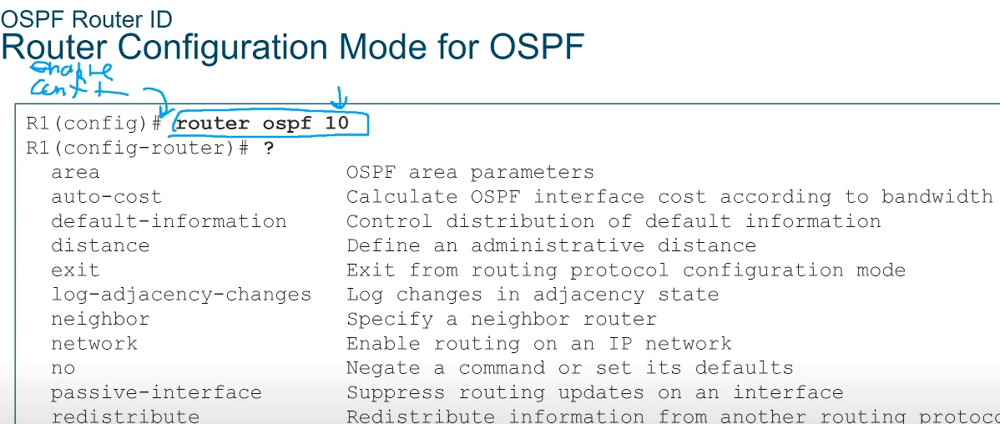 OSPF Router ID
Router Configuration Mode for OSPF
enable
conf t
R1(config)# router ospf 10
R1(config-router)# ?
area OSPF area parameters
auto-cost Calculate OSPF interface cost according to bandwidth
default-information Control distribution of default information
distance Define an administrative distance
exit Exit from routing protocol configuration mode
log-adjacency-changes Log changes in adjacency state
neighbor Specify a neighbor router
network Enable routing on an IP network
no Negate a command or set its defaults
passive-interface Suppress routing updates on an interface
redistribute Redistribute information from another routing